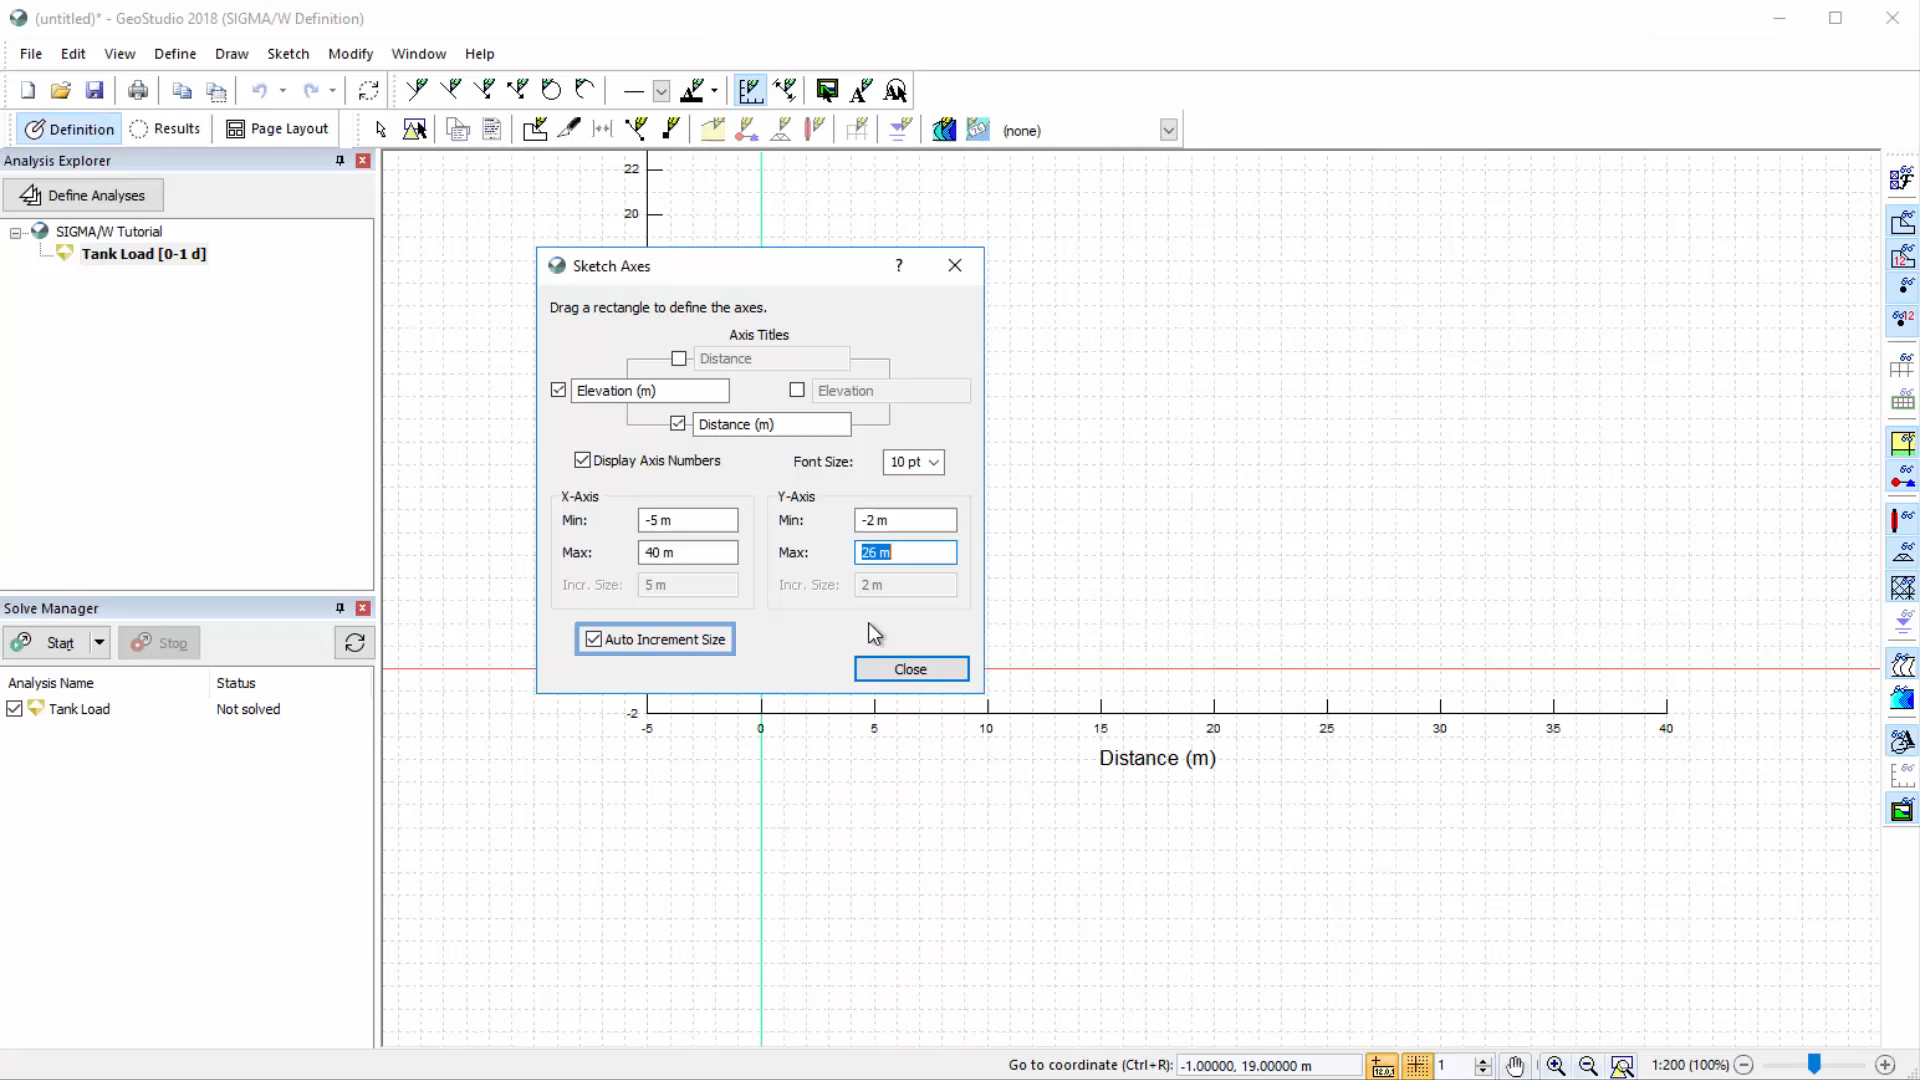 (untitled)* - GeoStudio 2018 (SIGMA/W Definition)
File Edit View Define Draw Sketch Modify Window Help
Definition Results Page Layout (none)
Analysis Explorer
Define Analyses
SIGMA/W Tutorial
Tank Load [0-1 d]
22
20
Sketch Axes ?
Drag a rectangle to define the axes.
Axis Titles
Distance
Elevation (m) Elevation
Distance (m)
Display Axis Numbers Font Size: 10 pt
X-Axis Y-Axis
Min: -5 m Min: -2 m
Max: 40 m Max: 26 m
Incr. Size: 5 m Incr. Size: 2 m
Auto Increment Size
Close
Solve Manager
Start Stop
Analysis Name Status
Tank Load Not solved
-2
-5 0 5 10 15 20 25 30 35 40
Distance (m)
Go to coordinate (Ctrl+R): -1.00000, 19.00000 m 1 1:200 (100%)